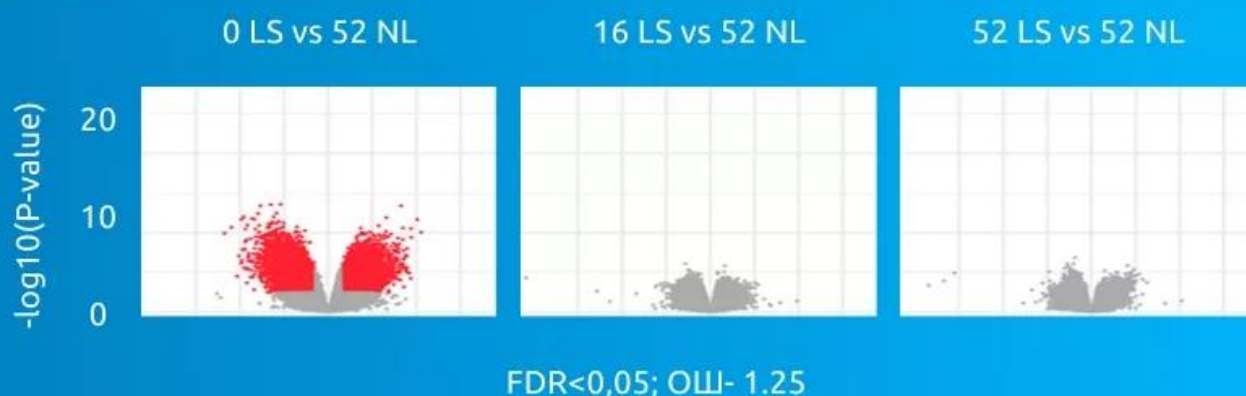 0 LS vs 52 NL
16 LS vs 52 NL
52 LS vs 52 NL
-log10(P-value)
20
10
0
FDR<0,05; ОШ- 1.25